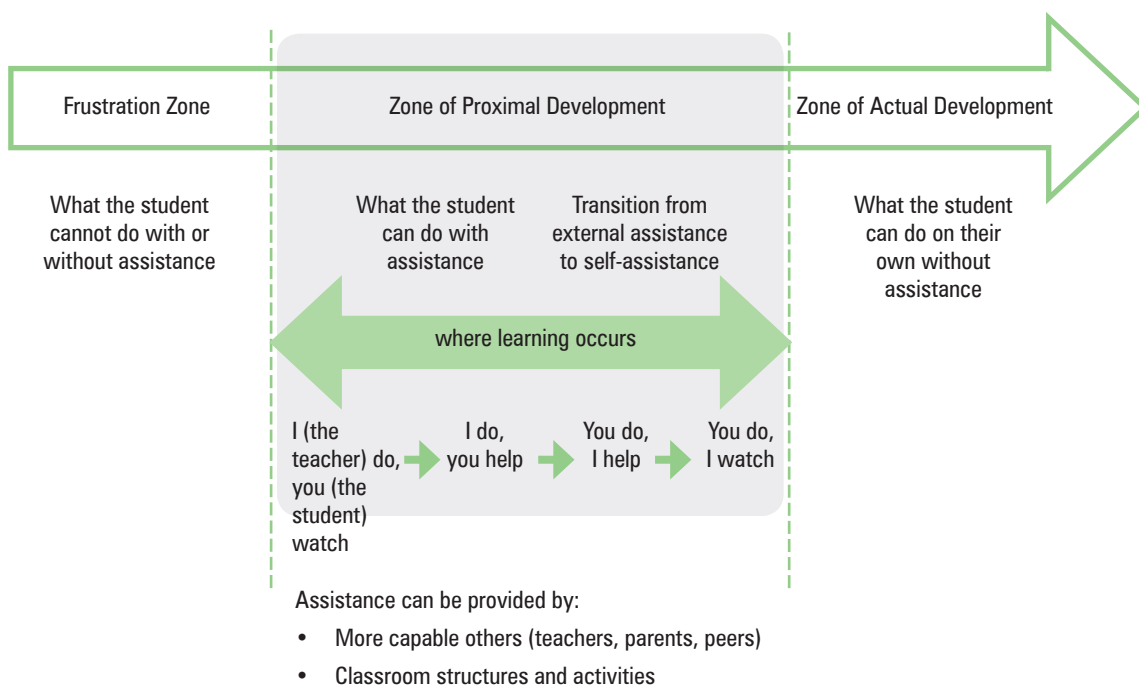 Frustration Zone
Zone of Proximal Development
Zone of Actual Development
What the student
cannot do with or
without assistance
What the student
can do with
assistance
Transition from
external assistance
to self-assistance
What the student
can do on their
own without
assistance
where learning occurs
I (the
teacher) do,
you (the
student)
watch
I do,
you help
You do,
I help
You do,
I watch
Assistance can be provided by:
• More capable others (teachers, parents, peers)
• Classroom structures and activities